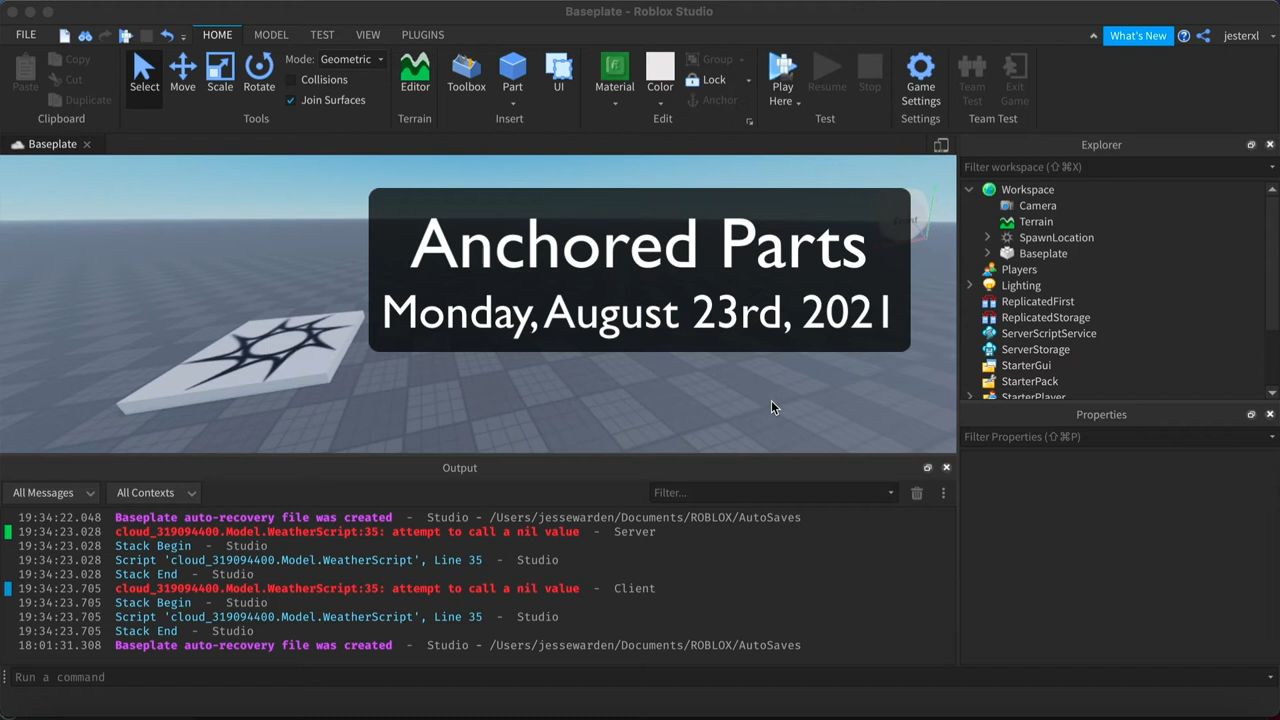 Baseplate - Roblox Studio
FILE HOME MODEL TEST VIEW PLUGINS What's New jesterxl
Paste Copy Cut Duplicate Clipboard
Select Move Scale Rotate Mode: Geometric Collisions Join Surfaces Tools
Editor Terrain
Toolbox Part UI Insert
Material Color Group Lock Anchor Edit
Play Here Resume Stop Test
Game Settings Settings
Team Test Exit Game Team Test
Baseplate
Anchored Parts
Monday, August 23rd, 2021
Explorer
Filter workspace (⇧⌘X)
Workspace
Camera
Terrain
SpawnLocation
Baseplate
Players
Lighting
ReplicatedFirst
ReplicatedStorage
ServerScriptService
ServerStorage
StarterGui
StarterPack
StarterPlayer
Properties
Filter Properties (⇧⌘P)
Output
All Messages All Contexts Filter...
19:34:22.048 Baseplate auto-recovery file was created - Studio - /Users/jessewarden/Documents/ROBLOX/AutoSaves
19:34:23.028 cloud_319094400.Model.WeatherScript:35: attempt to call a nil value - Server
19:34:23.028 Stack Begin - Studio
19:34:23.028 Script 'cloud_319094400.Model.WeatherScript', Line 35 - Studio
19:34:23.028 Stack End - Studio
19:34:23.705 cloud_319094400.Model.WeatherScript:35: attempt to call a nil value - Client
19:34:23.705 Stack Begin - Studio
19:34:23.705 Script 'cloud_319094400.Model.WeatherScript', Line 35 - Studio
19:34:23.705 Stack End - Studio
18:01:31.308 Baseplate auto-recovery file was created - Studio - /Users/jessewarden/Documents/ROBLOX/AutoSaves
Run a command